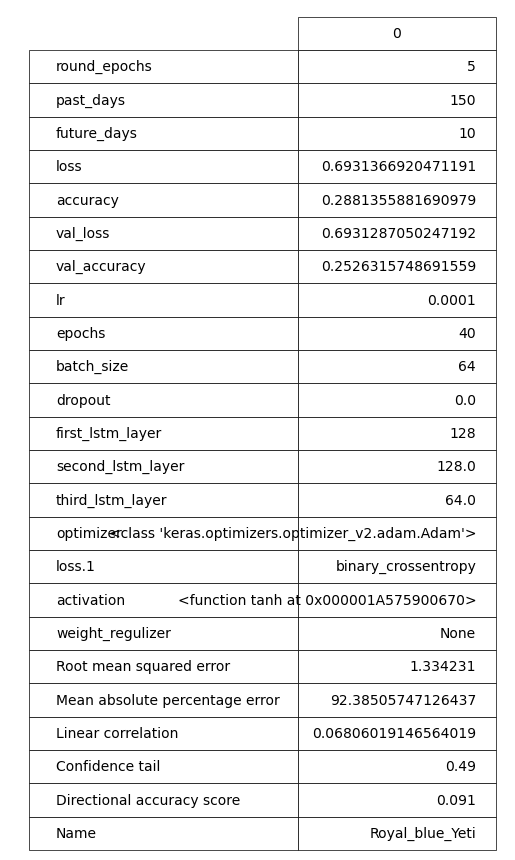 0
round_epochs 5
past_days 150
future_days 10
loss 0.6931366920471191
accuracy 0.2881355881690979
val_loss 0.6931287050247192
val_accuracy 0.2526315748691559
lr 0.0001
epochs 40
batch_size 64
dropout 0.0
first_lstm_layer 128
second_lstm_layer 128.0
third_lstm_layer 64.0
optimizer <class 'keras.optimizers.optimizer_v2.adam.Adam'>
loss.1 binary_crossentropy
activation <function tanh at 0x000001A575900670>
weight_regulizer None
Root mean squared error 1.334231
Mean absolute percentage error 92.38505747126437
Linear correlation 0.06806019146564019
Confidence tail 0.49
Directional accuracy score 0.091
Name Royal_blue_Yeti